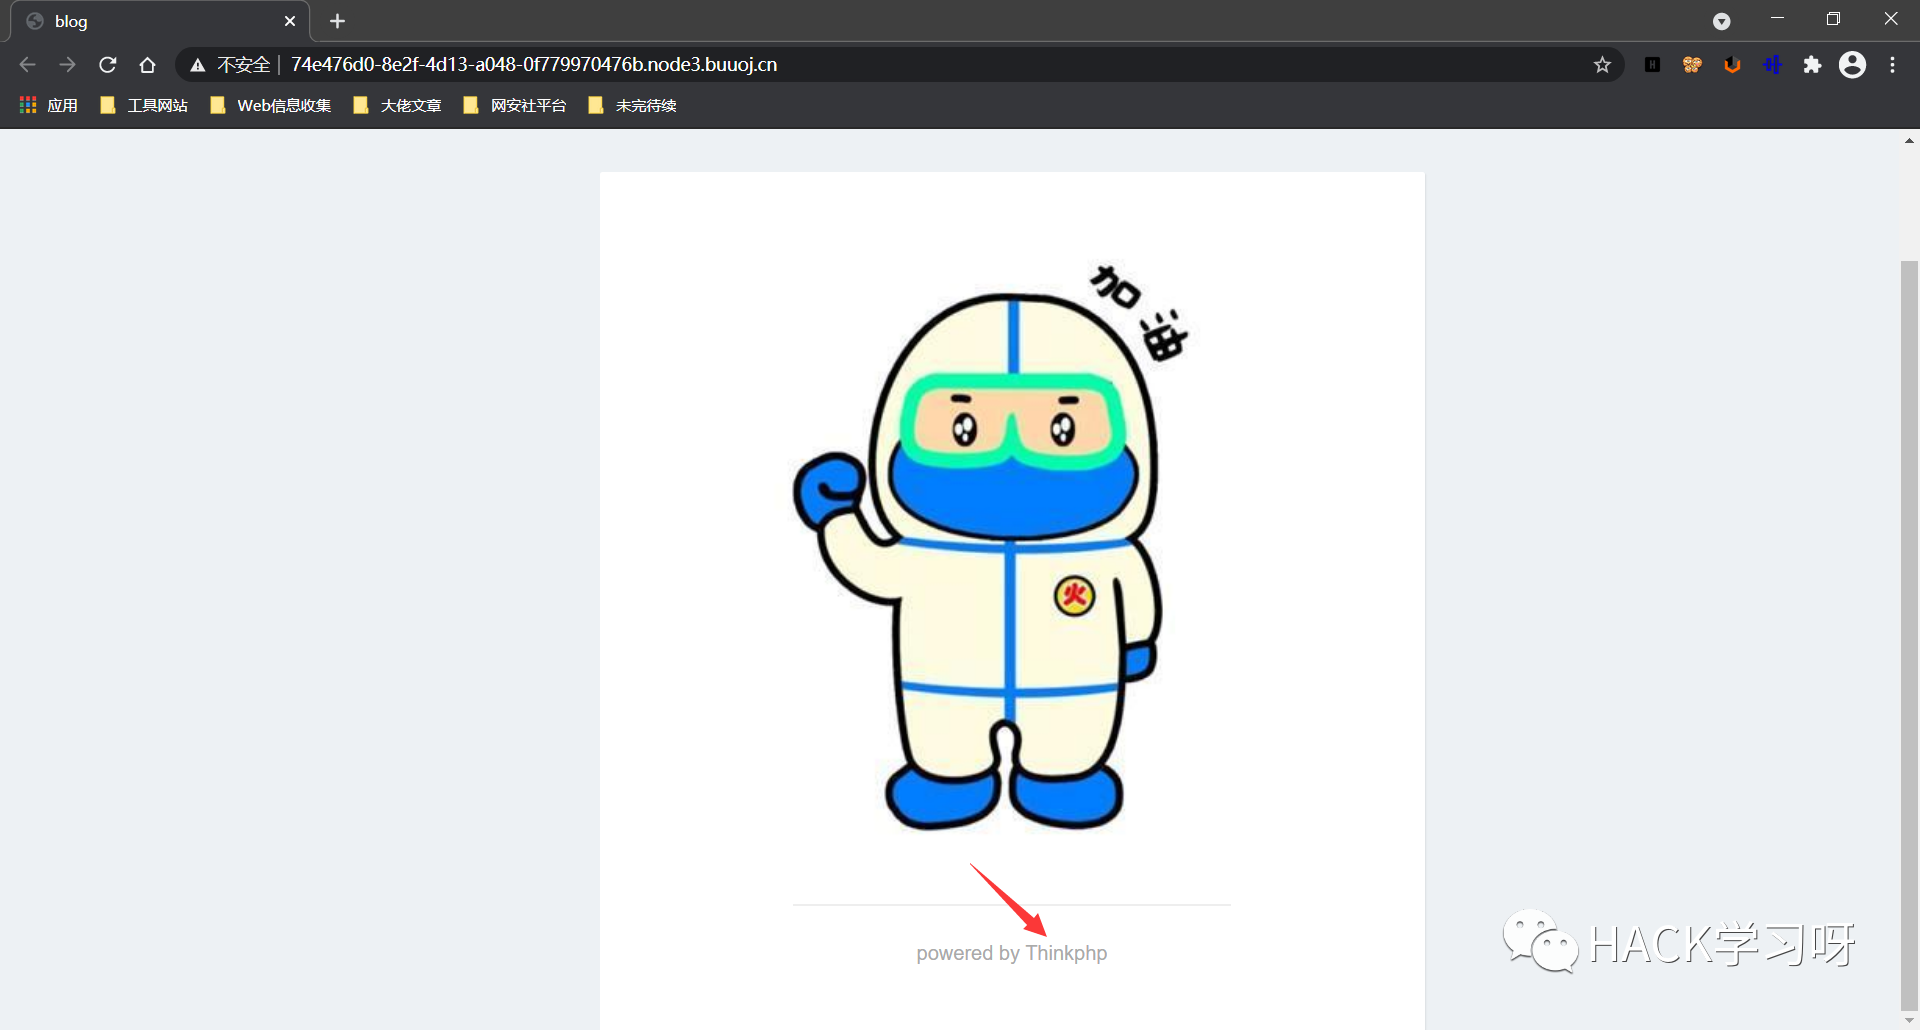 blog
不安全 74e476d0-8e2f-4d13-a048-0f779970476b.node3.buuoj.cn
应用 工具网站 Web信息收集 大佬文章 网安社平台 未完待续
加油
火
powered by Thinkphp
HACK学习呀